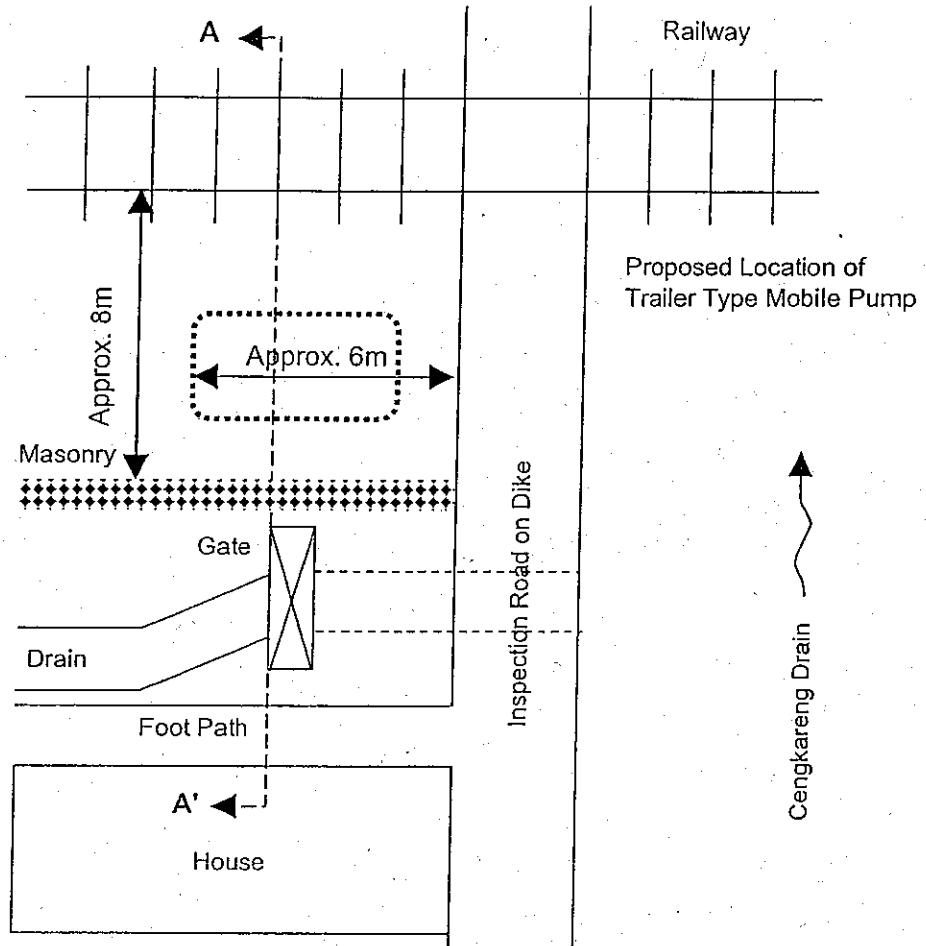 A
Railway
Proposed Location of
Trailer Type Mobile Pump
Approx. 8m
Approx. 6m
Masonry
Gate
Inspection Road on Dike
Drain
Cengkareng Drain
Foot Path
A'
House